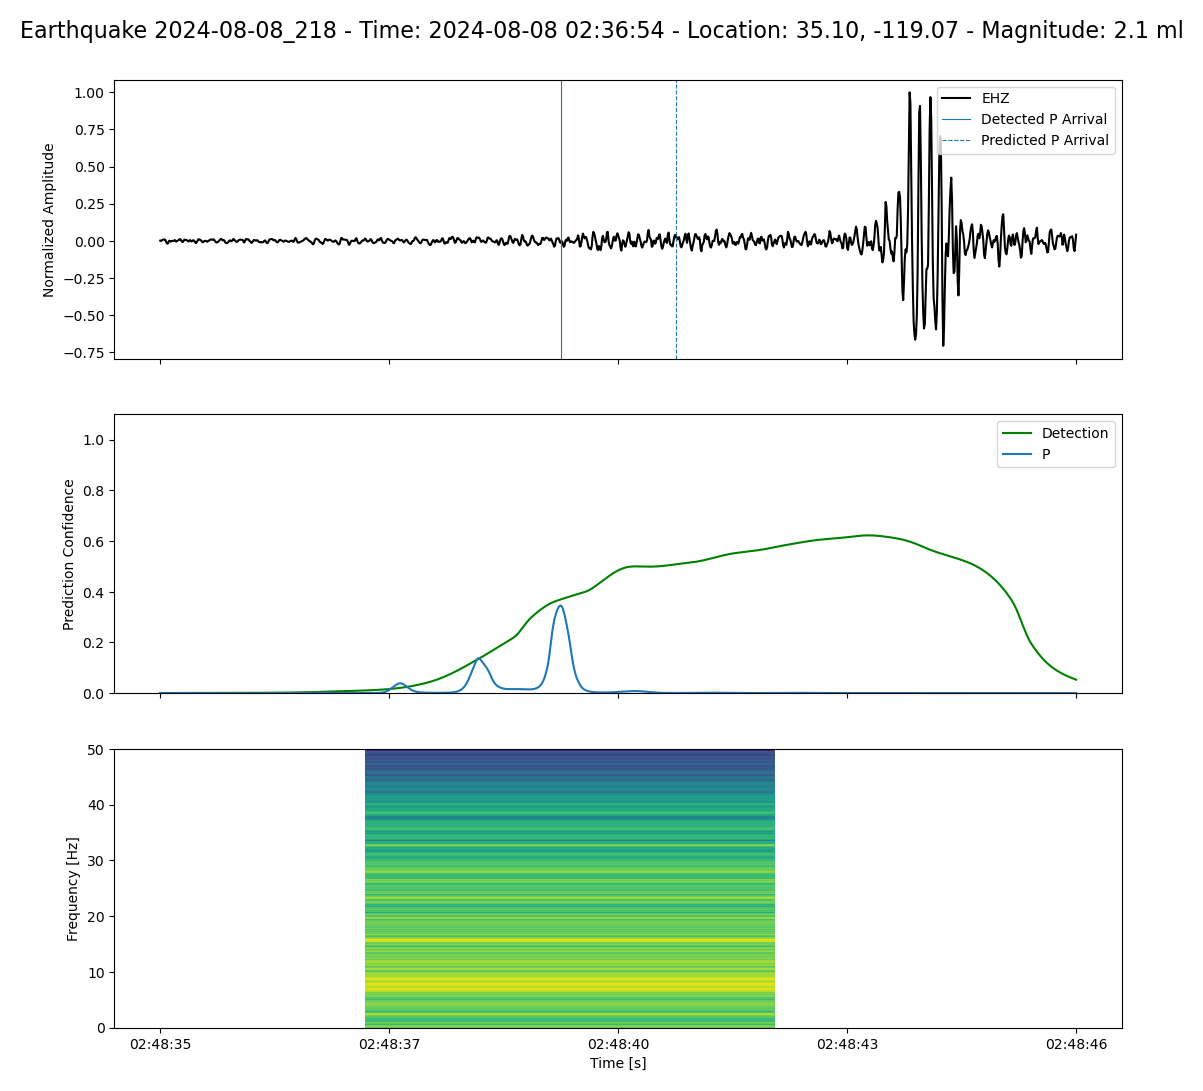 Earthquake 2024-08-08_218 - Time: 2024-08-08 02:36:54 - Location: 35.10, -119.07 - Magnitude: 2.1 ml
Normalized Amplitude
1.00
0.75
0.50
0.25
0.00
−0.25
−0.50
−0.75
EHZ
Detected P Arrival
Predicted P Arrival
Prediction Confidence
1.0
0.8
0.6
0.4
0.2
0.0
Detection
P
Frequency [Hz]
50
40
30
20
10
0
02:48:35 02:48:37 02:48:40 02:48:43 02:48:46
Time [s]